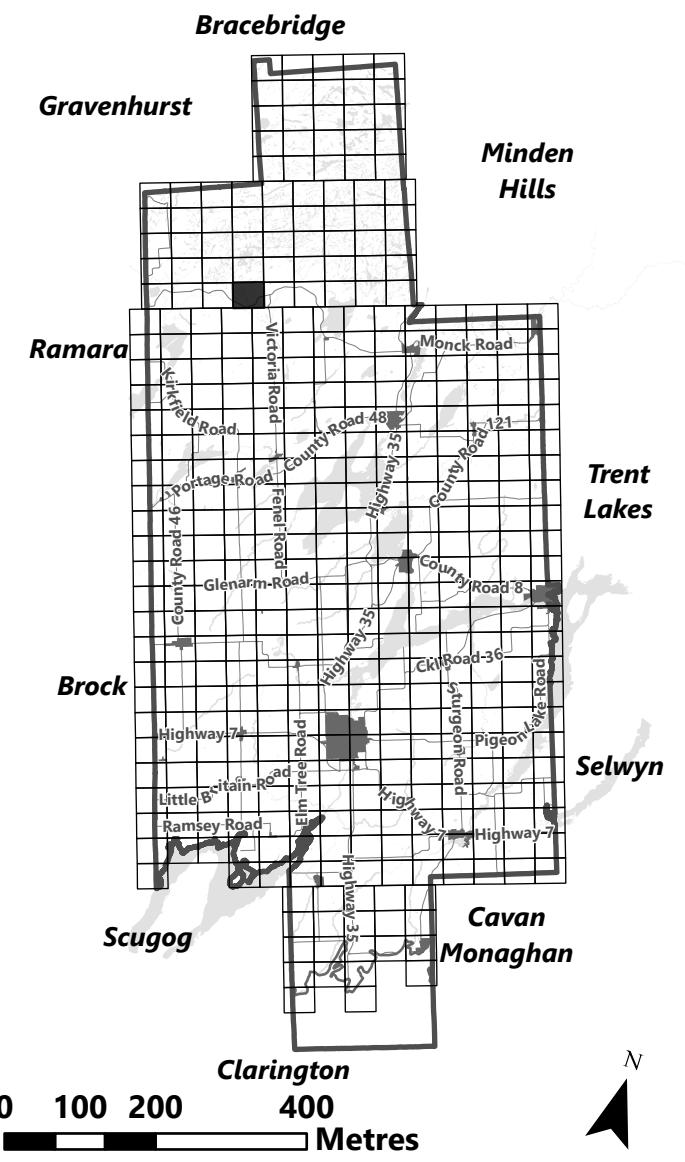 Bracebridge
Gravenhurst
Minden
Hills
Ramara
Monck Road
Victoria Road
Kirkfield Road
County Road 48
County Road 121
Highway 35
Portage Road
Trent
Lakes
Fenel Road
County Road 46
County Road 8
Glenarm Road
Highway 35
Ckl Road 36
Brock
Sturgeon Road
Pigeon Lake Road
Highway 7
Elm Tree Road
Selwyn
Little Britain Road
Highway 7
Ramsey Road
Highway 7
Highway 35
Scugog
Cavan
Monaghan
Clarington
N
0 100 200 400
Metres